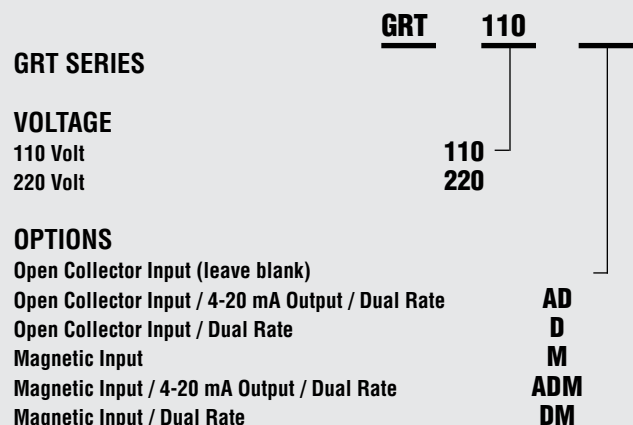 GRT 110
GRT SERIES
VOLTAGE
110 Volt 110
220 Volt 220
OPTIONS
Open Collector Input (leave blank)
Open Collector Input / 4-20 mA Output / Dual Rate AD
Open Collector Input / Dual Rate D
Magnetic Input M
Magnetic Input / 4-20 mA Output / Dual Rate ADM
Magnetic Input / Dual Rate DM